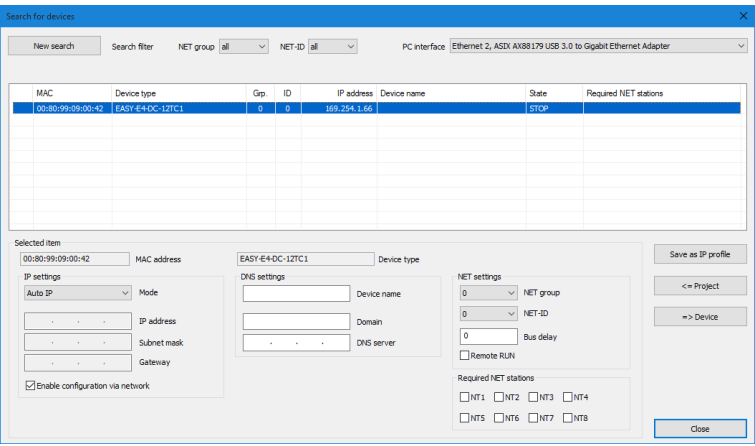 Search for devices
New search Search filter NET group all NET-ID all PC interface Ethernet 2, ASIX AX88179 USB 3.0 to Gigabit Ethernet Adapter
MAC Device type Grp. ID IP address Device name State Required NET stations
00:80:99:09:00:42 EASY-E4-DC-12TC1 0 0 169.254.1.66 STOP
Selected item
00:80:99:09:00:42 MAC address EASY-E4-DC-12TC1 Device type Save as IP profile
IP settings DNS settings NET settings
Auto IP Mode Device name 0 NET group <= Project
IP address Domain 0 NET-ID => Device
Subnet mask . . . DNS server 0 Bus delay
Gateway Remote RUN
Enable configuration via network Required NET stations
NT1 NT2 NT3 NT4
NT5 NT6 NT7 NT8
Close